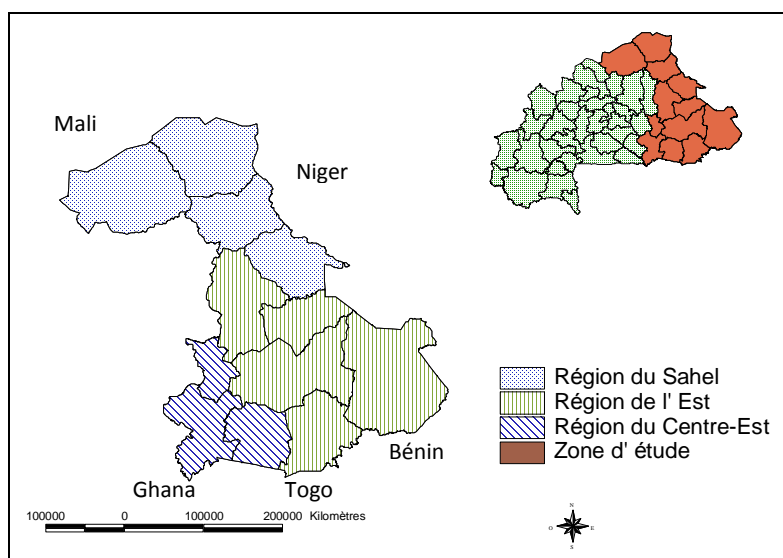 Mali
Niger
Région du Sahel
Région de l' Est
Région du Centre-Est
Zone d' étude
Bénin
Ghana
Togo
100000 0 100000 200000 Kilomètres
N
O E
S